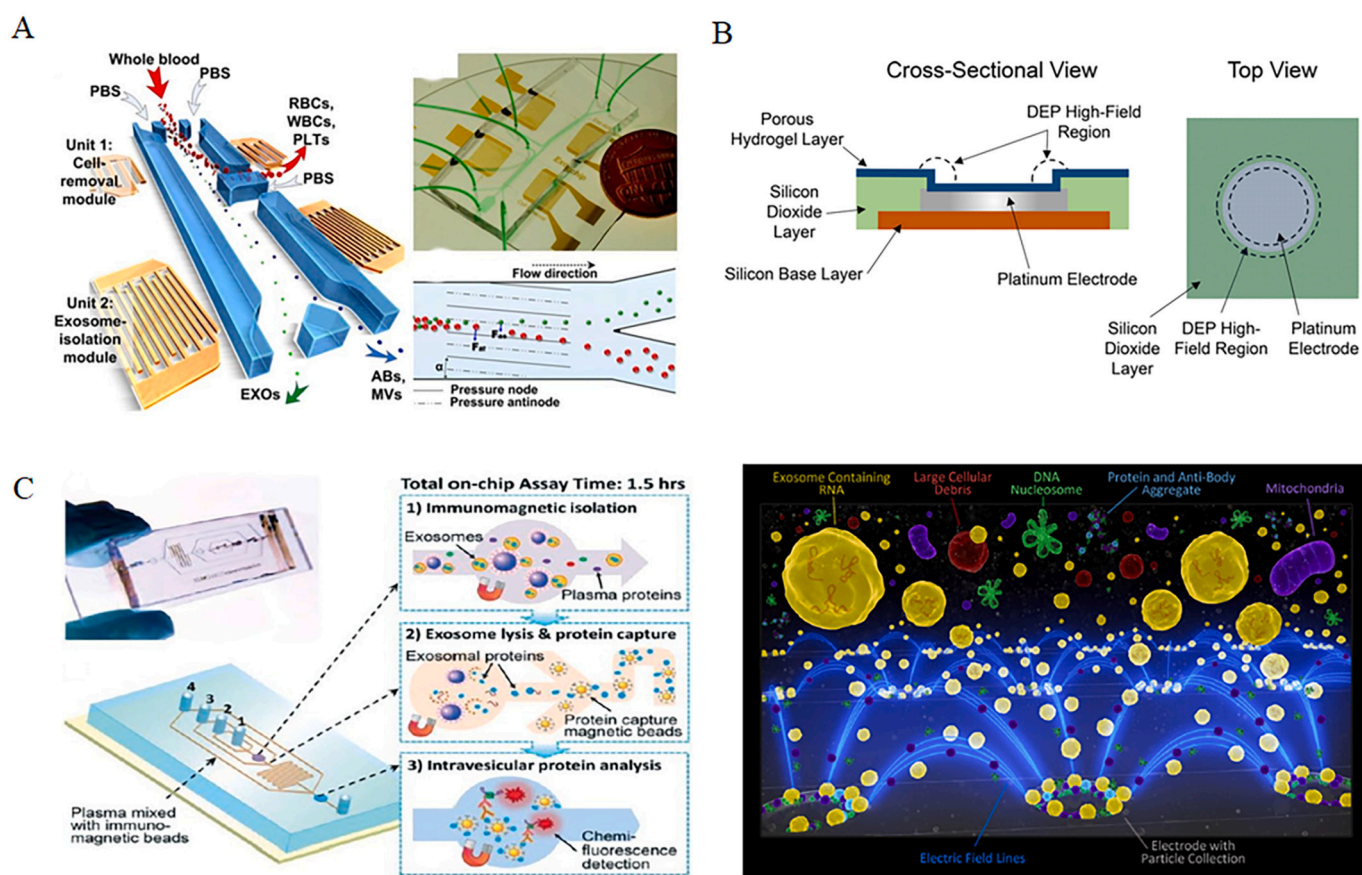 A
Whole blood
PBS
PBS
RBCs,
WBCs,
PLTs
PBS
Unit 1:
Cell-
removal
module
Unit 2:
Exosome-
isolation
module
EXOs
ABs,
MVs
Flow direction
α
Pressure node
Pressure antinode
B
Cross-Sectional View
Top View
Porous
Hydrogel Layer
DEP High-Field
Region
Silicon
Dioxide
Layer
Silicon Base Layer
Platinum Electrode
Silicon
Dioxide
Layer
DEP High-
Field Region
Platinum
Electrode
C
Total on-chip Assay Time: 1.5 hrs
1) Immunomagnetic isolation
Exosomes
Plasma proteins
2) Exosome lysis & protein capture
Exosomal proteins
Protein capture
magnetic beads
3) Intravesicular protein analysis
Chemi-
fluorescence
detection
4
3
2
1
Plasma mixed
with immuno-
magnetic beads
Exosome Containing
RNA
Large Cellular
Debris
DNA
Nucleosome
Protein and Anti-Body
Aggregate
Mitochondria
Electric Field Lines
Electrode with
Particle Collection